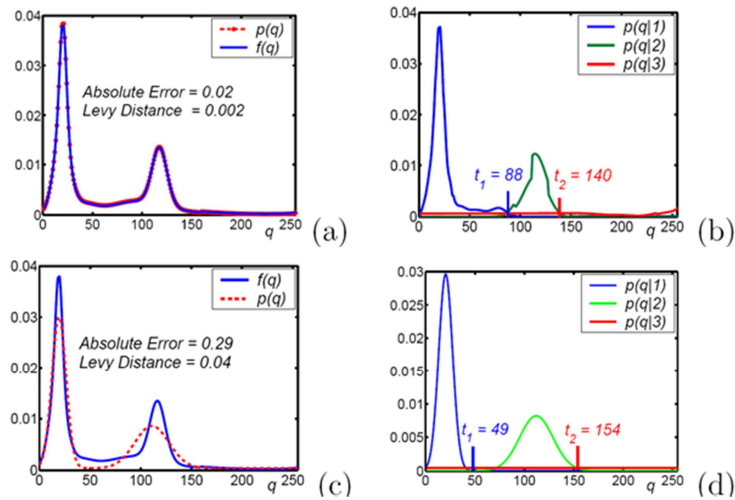 0.04
0.03
0.02
0.01
0
0 50 100 150 200 q 250
p(q)
f(q)
Absolute Error = 0.02
Levy Distance = 0.002
(a)
0.04
0.03
0.02
0.01
0
0 50 100 150 200 q 250
p(q|1)
p(q|2)
p(q|3)
t1 = 88
t2 = 140
(b)
0.04
0.03
0.02
0.01
0
0 50 100 150 200 q 250
f(q)
p(q)
Absolute Error = 0.29
Levy Distance = 0.04
(c)
0.03
0.025
0.02
0.015
0.01
0.005
0
0 50 100 150 200 q 250
p(q|1)
p(q|2)
p(q|3)
t1 = 49
t2 = 154
(d)